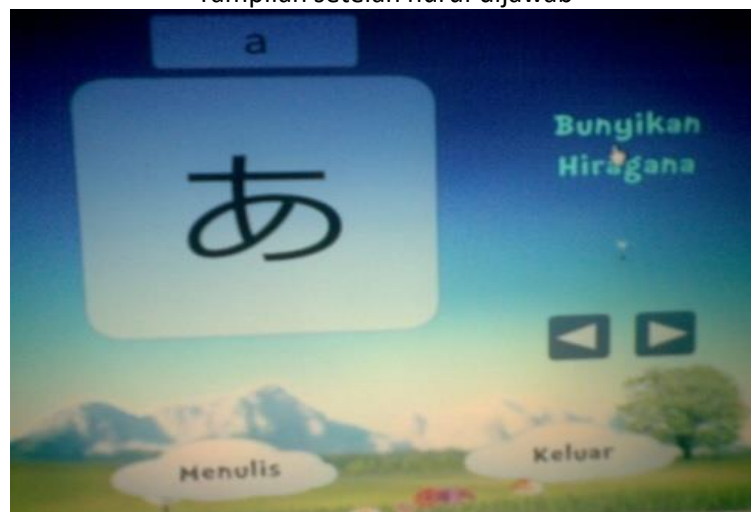 Tampilan setelah huruf dijawab
a
あ
Bunyikan
Hiragana
Menulis
Keluar